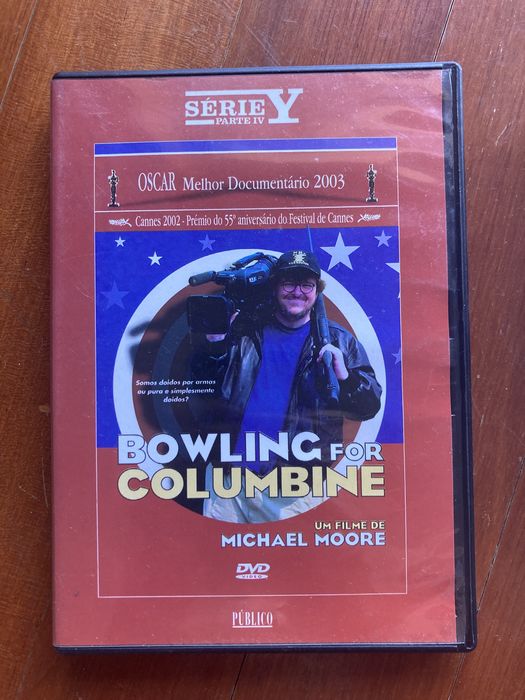 SÉRIE Y
PARTE IV
OSCAR Melhor Documentário 2003
Cannes 2002 - Prémio do 55º aniversário do Festival de Cannes
Somos doidos por armas
ou pura e simplesmente
doidos?
BOWLING FOR
COLUMBINE
UM FILME DE
MICHAEL MOORE
DVD
VIDEO
PÚBLICO